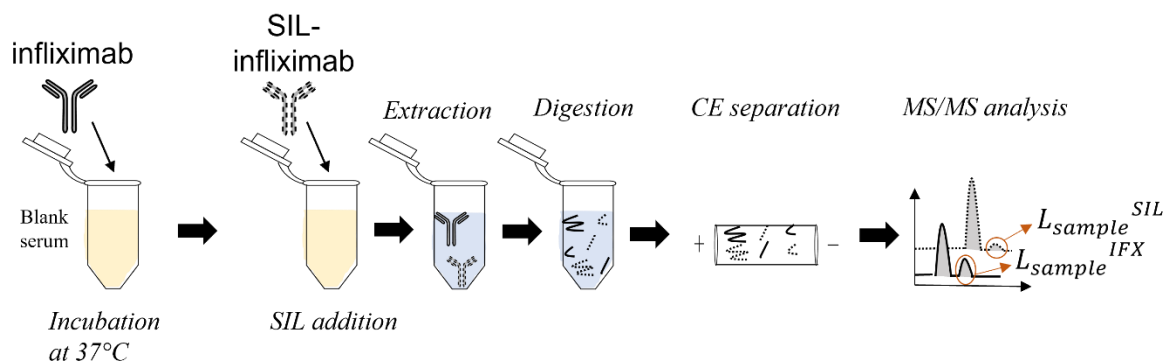 infliximab
SIL-
infliximab
Extraction
Digestion
CE separation
MS/MS analysis
Blank
serum
+
−
L_sample^SIL
L_sample^IFX
Incubation
at 37°C
SIL addition